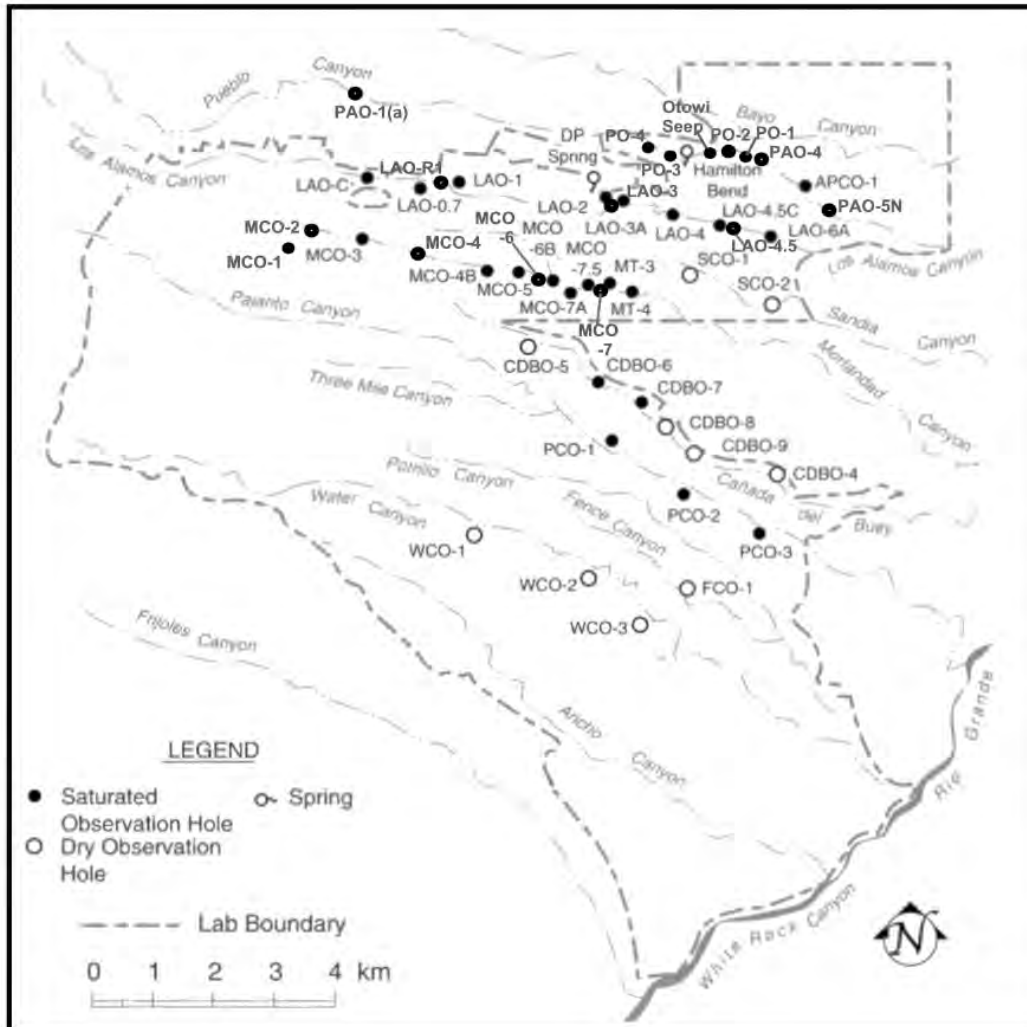 Pueblo Canyon
PAO-1(a)
Bayo Canyon
Otowi
Seep
PO-4
PO-2
PO-1
PAO-4
PO-3
DP
Spring
Hamilton
Bend
APCO-1
PAO-5N
Los Alamos Canyon
LAO-C
LAO-R1
LAO-0.7
LAO-1
LAO-2
LAO-3
LAO-3A
LAO-4
LAO-4.5C
LAO-4.5
LAO-6A
Los Alamos Canyon
MCO-2
MCO-1
MCO-3
MCO-4
MCO-4B
MCO-5
MCO
-6
MCO
-6B
MCO
-7.5
MCO-7A
MCO
-7
MT-3
MT-4
SCO-1
SCO-2
Sandia Canyon
Mortandad Canyon
Pajarito Canyon
Three Mile Canyon
CDBO-5
CDBO-6
CDBO-7
CDBO-8
CDBO-9
CDBO-4
Cañada del Buey
PCO-1
PCO-2
PCO-3
Potrillo Canyon
Fence Canyon
Water Canyon
WCO-1
WCO-2
WCO-3
FCO-1
Frijoles Canyon
Ancho Canyon
Rio Grande
White Rock Canyon
LEGEND
Saturated
Observation Hole
Spring
Dry Observation
Hole
Lab Boundary
0 1 2 3 4 km
N